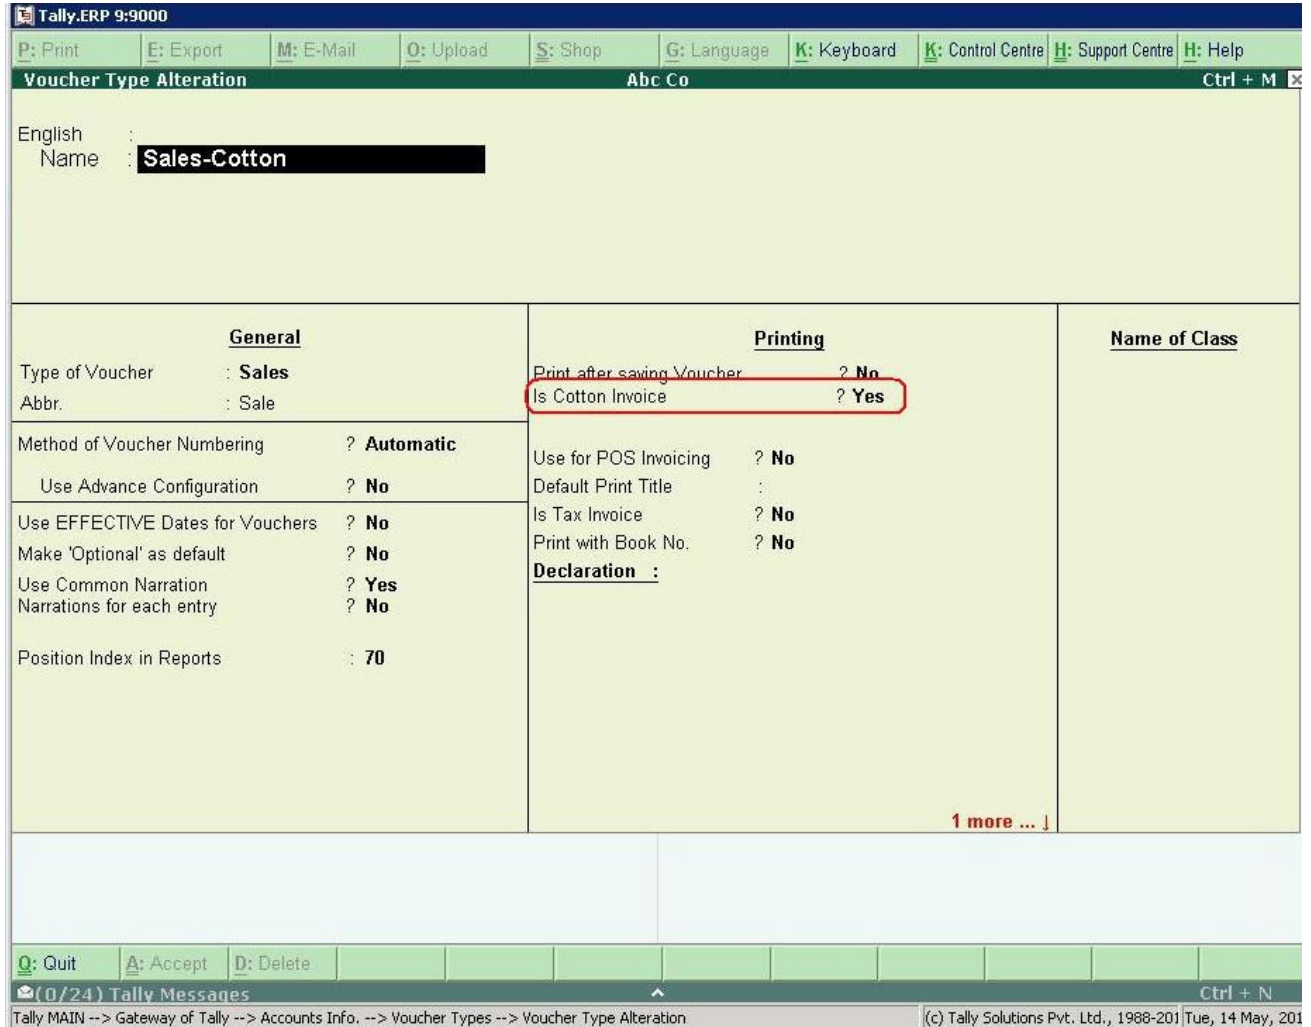 Tally.ERP 9:9000
P: Print E: Export M: E-Mail O: Upload S: Shop G: Language K: Keyboard K: Control Centre H: Support Centre H: Help
Voucher Type Alteration Abc Co Ctrl + M
English :
Name : Sales-Cotton
General
Type of Voucher : Sales
Abbr. : Sale
Method of Voucher Numbering ? Automatic
Use Advance Configuration ? No
Use EFFECTIVE Dates for Vouchers ? No
Make 'Optional' as default ? No
Use Common Narration ? Yes
Narrations for each entry ? No
Position Index in Reports : 70
Printing
Print after saving Voucher ? No
Is Cotton Invoice ? Yes
Use for POS Invoicing ? No
Default Print Title :
Is Tax Invoice ? No
Print with Book No. ? No
Declaration :
1 more ... ↓
Name of Class
Q: Quit A: Accept D: Delete
(0/24) Tally Messages Ctrl + N
Tally MAIN --> Gateway of Tally --> Accounts Info. --> Voucher Types --> Voucher Type Alteration (c) Tally Solutions Pvt. Ltd., 1988-201 Tue, 14 May, 201